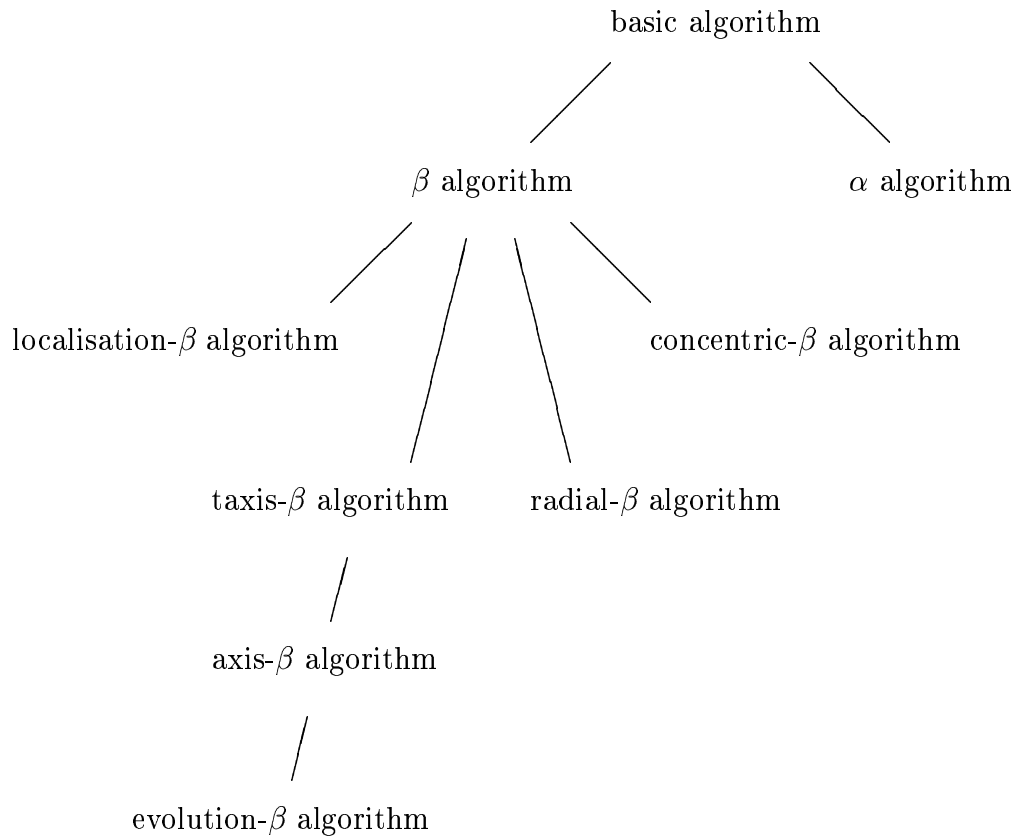 basic algorithm
β algorithm
α algorithm
localisation-β algorithm
concentric-β algorithm
taxis-β algorithm
radial-β algorithm
axis-β algorithm
evolution-β algorithm